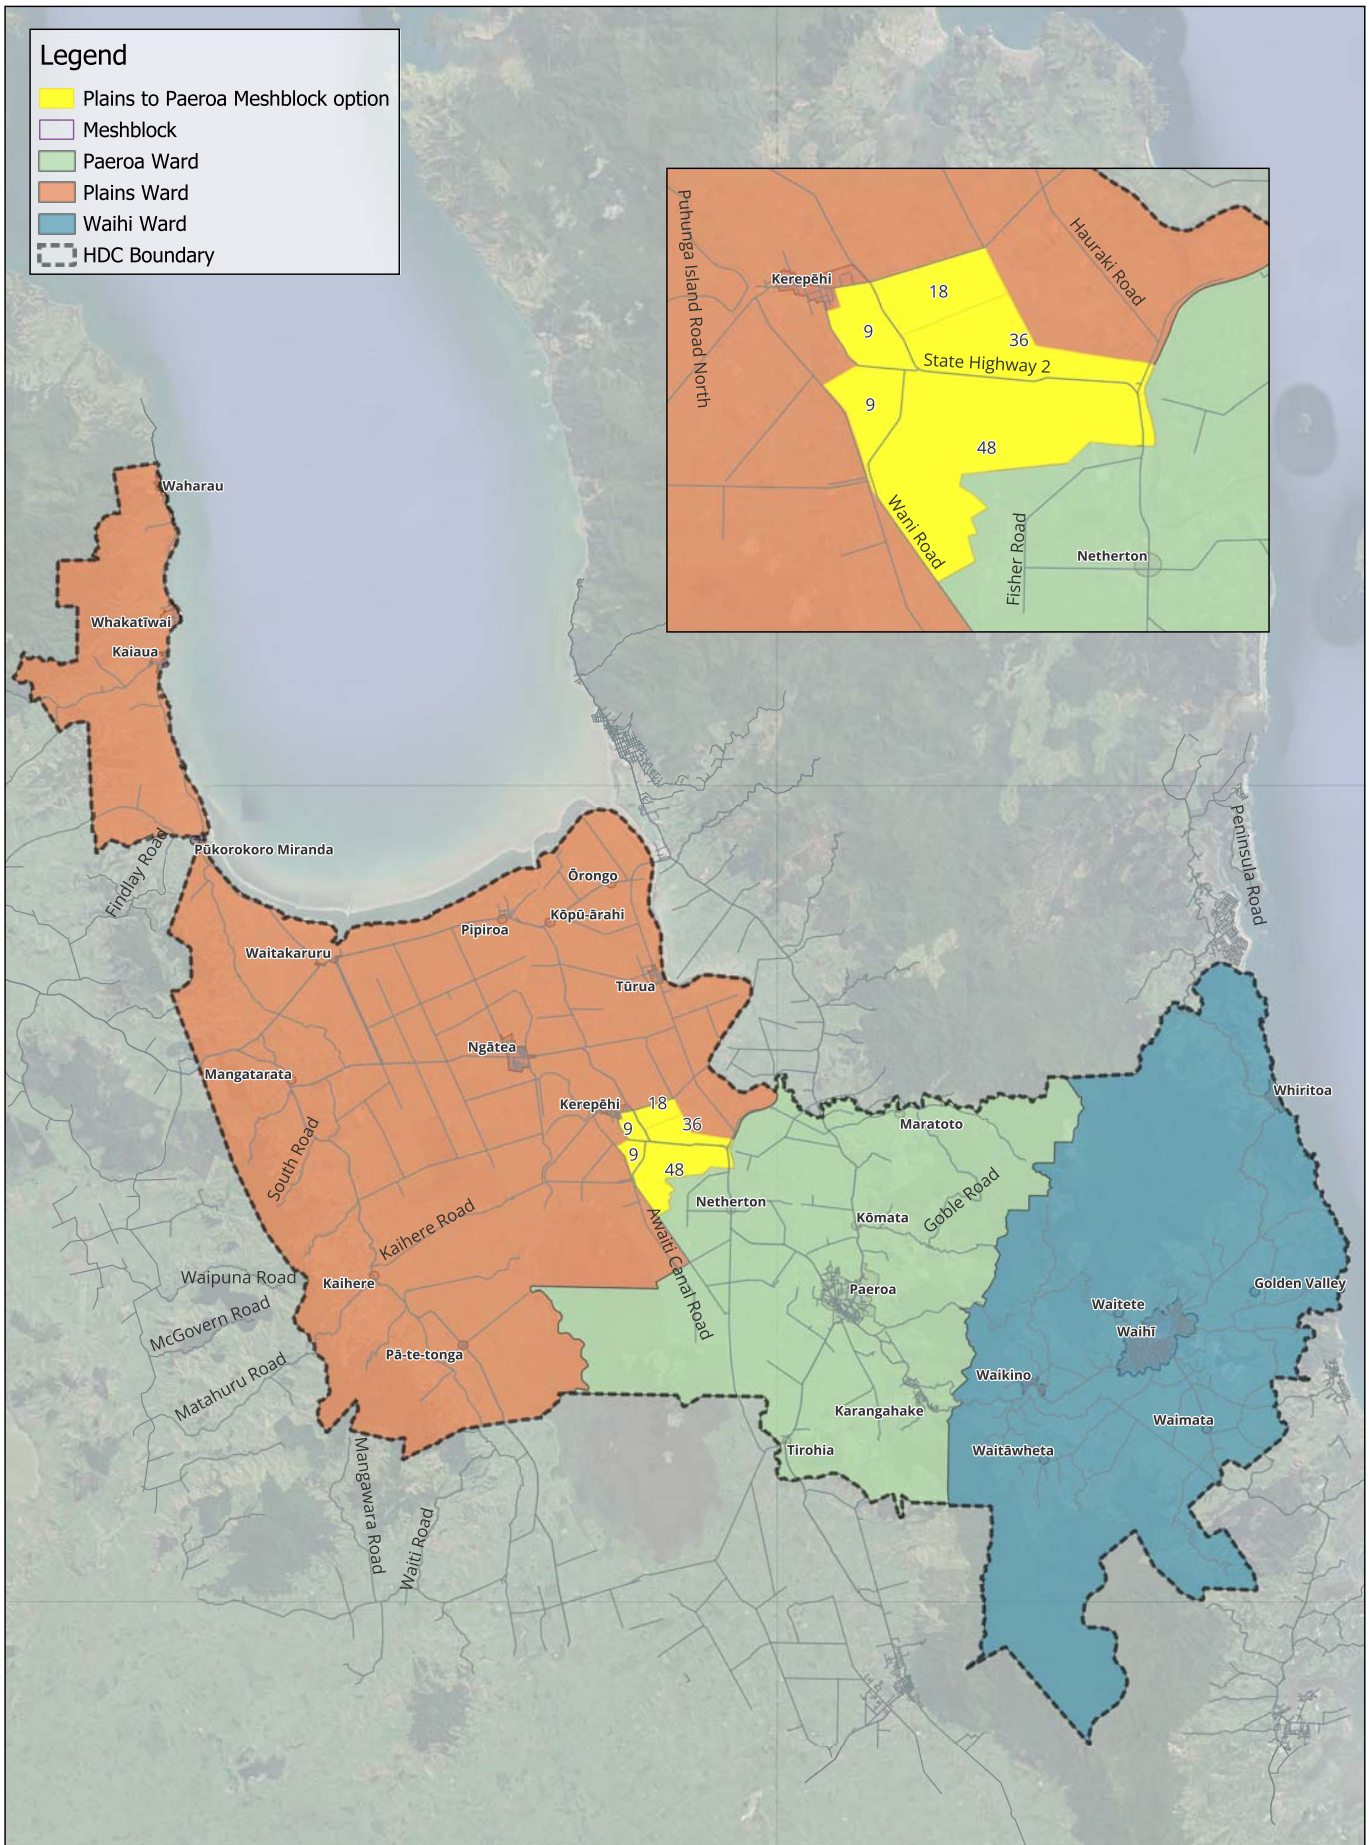 Legend
Plains to Paeroa Meshblock option
Meshblock
Paeroa Ward
Plains Ward
Waihi Ward
HDC Boundary
Puhunga Island Road North
Hauraki Road
Kerepēhi
18
9
36
State Highway 2
9
48
Wani Road
Fisher Road
Netherton
Waharau
Whakatīwai
Kaiaua
Findlay Road
Pūkorokoro Miranda
Peninsula Road
Ōrongo
Kōpū-ārahi
Pipiroa
Waitakaruru
Tūrua
Ngātea
Mangatarata
Kerepēhi
18
9
36
9
48
Whiritoa
Maratoto
South Road
Netherton
Goble Road
Kōmata
Kaihere Road
Awaiti Canal Road
Waipuna Road
Kaihere
Paeroa
Golden Valley
McGovern Road
Waitete
Waihī
Pā-te-tonga
Matahuru Road
Waikino
Karangahake
Waimata
Tirohia
Waitāwheta
Mangawara Road
Waiti Road